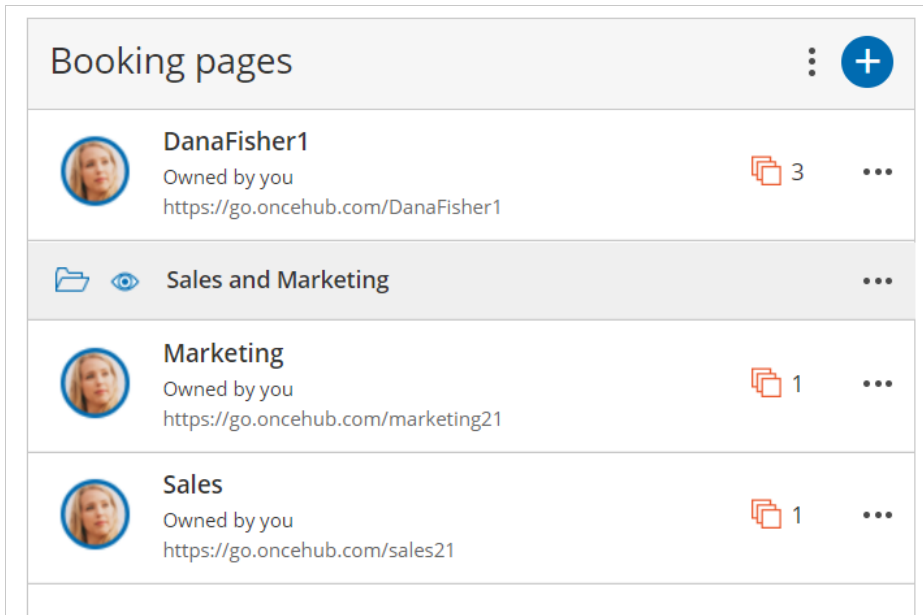 Booking pages
DanaFisher1
Owned by you
https://go.oncehub.com/DanaFisher1
3
Sales and Marketing
Marketing
Owned by you
https://go.oncehub.com/marketing21
1
Sales
Owned by you
https://go.oncehub.com/sales21
1